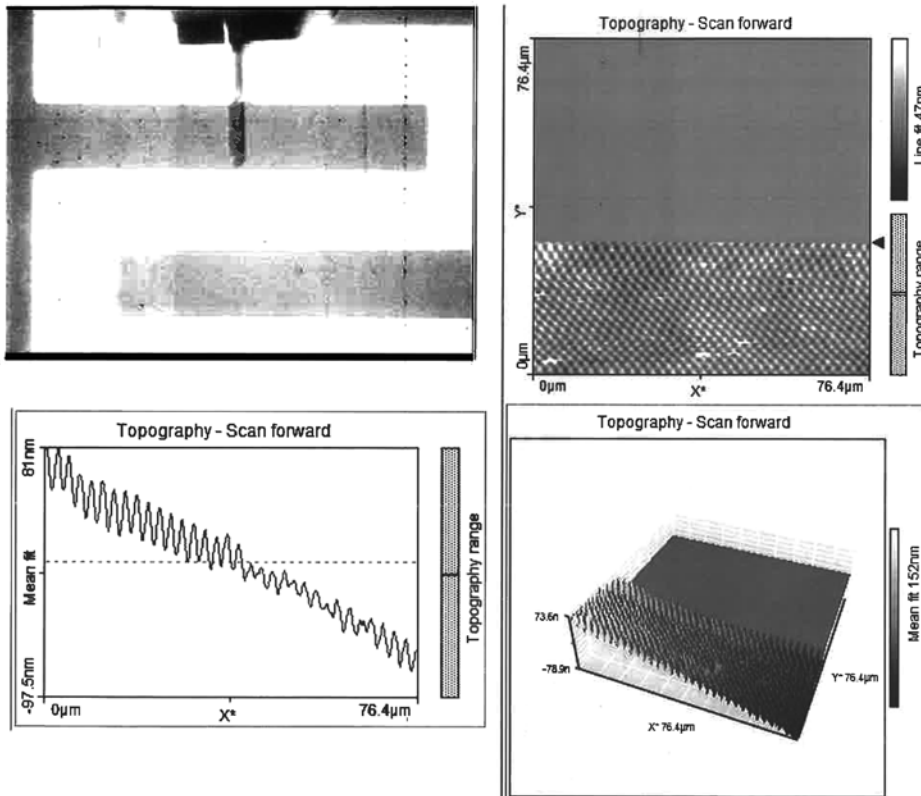 Topography - Scan forward
76.4µm
Y*
0µm
0µm
X*
76.4µm
Line fit 47nm
Topography range
Topography - Scan forward
81nm
Mean fit
-97.5nm
0µm
X*
76.4µm
Topography range
Topography - Scan forward
73.6n
-78.9n
X* 76.4µm
Y* 76.4µm
Mean fit 152nm